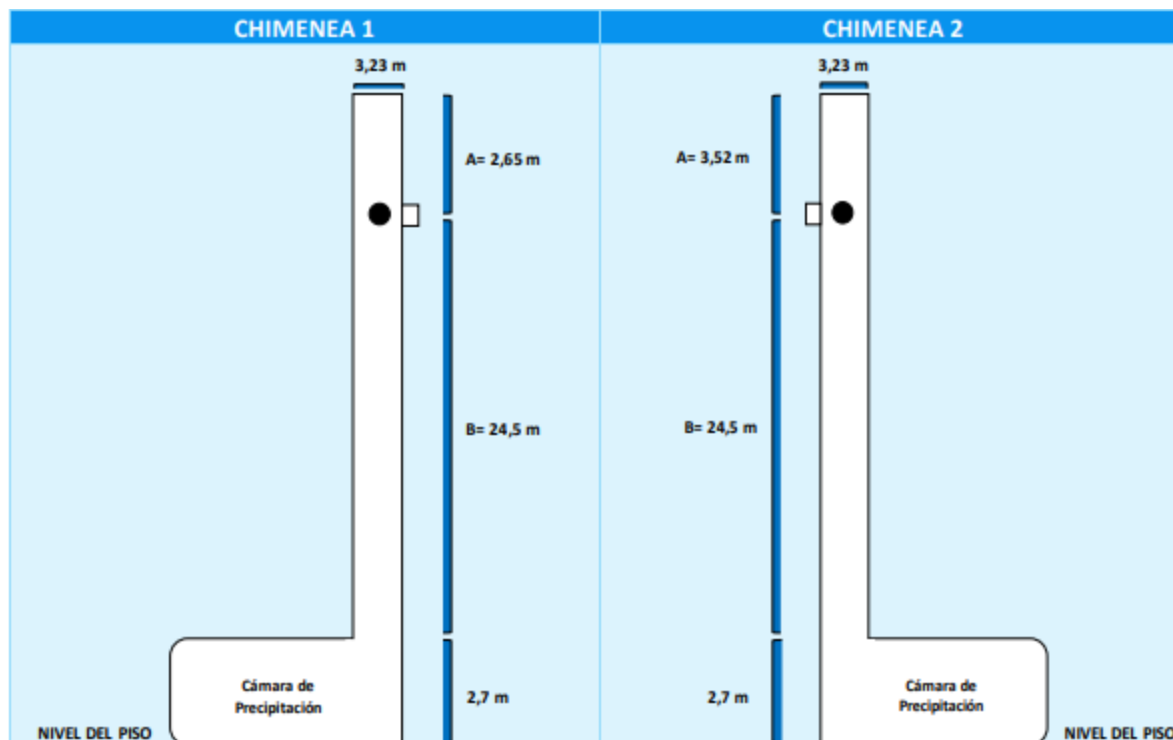 CHIMENEA 1
3,23 m
A= 2,65 m
B= 24,5 m
Cámara de
Precipitación
2,7 m
NIVEL DEL PISO
CHIMENEA 2
3,23 m
A= 3,52 m
B= 24,5 m
2,7 m
Cámara de
Precipitación
NIVEL DEL PISO